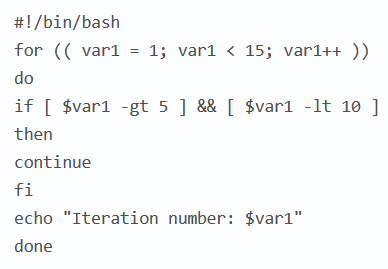 #!/bin/bash
for (( var1 = 1; var1 < 15; var1++ ))
do
if [ $var1 -gt 5 ] && [ $var1 -lt 10 ]
then
continue
fi
echo "Iteration number: $var1"
done